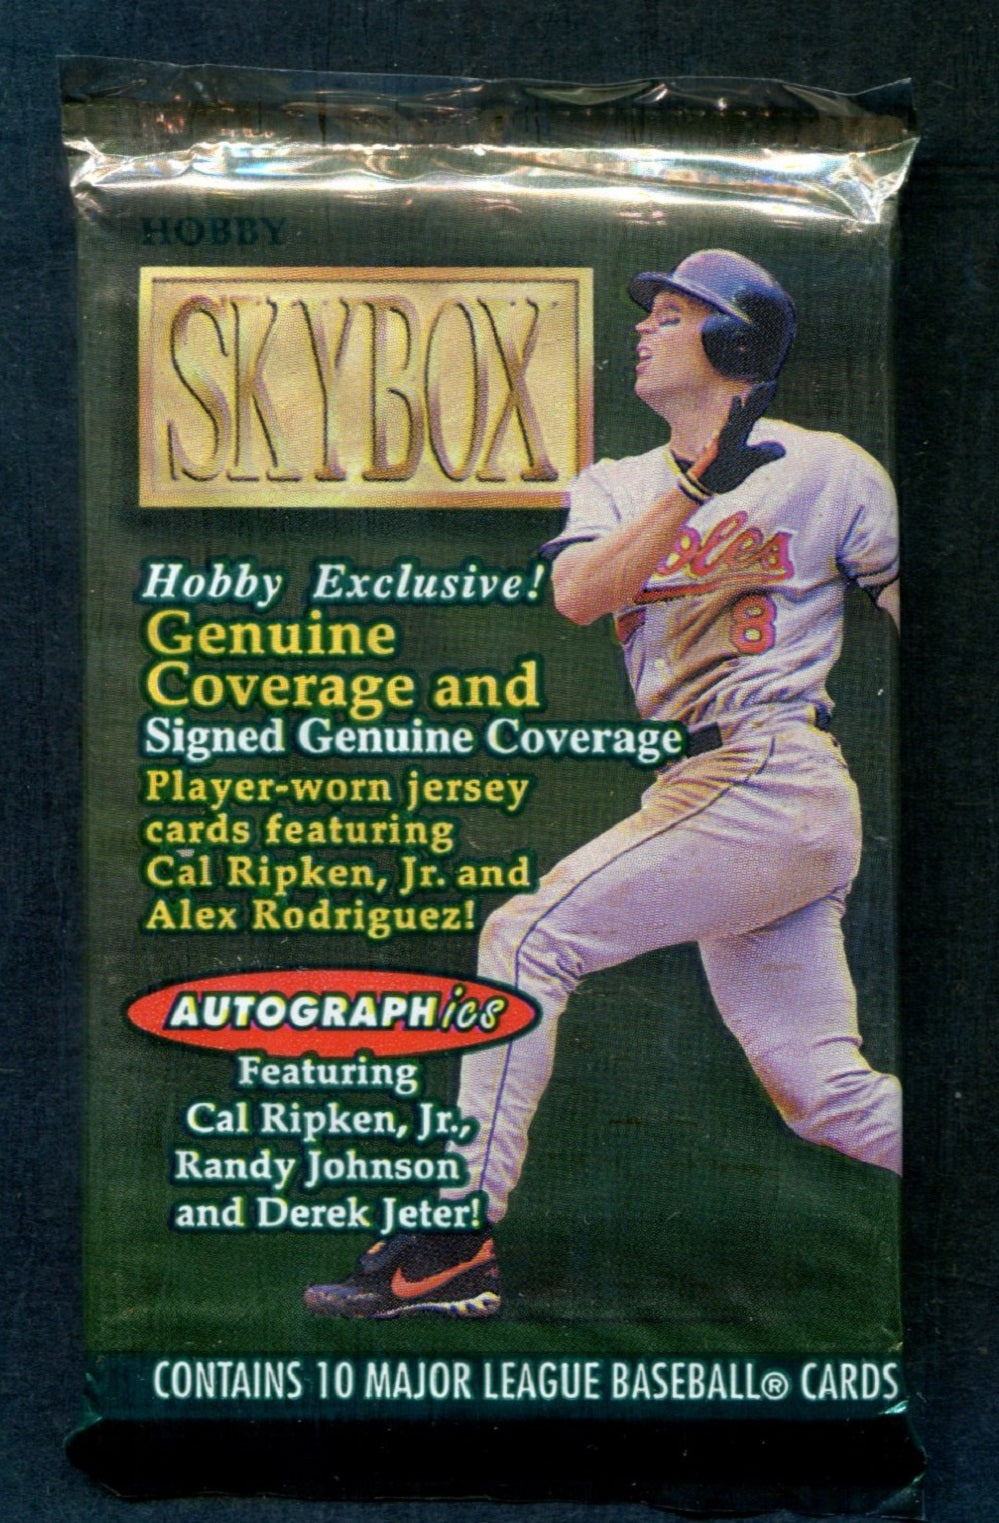 HOBBY
SKYBOX
Hobby Exclusive!
Genuine
Coverage and
Signed Genuine Coverage
Player-worn jersey
cards featuring
Cal Ripken, Jr. and
Alex Rodriguez!
AUTOGRAPHics
Featuring
Cal Ripken, Jr.,
Randy Johnson
and Derek Jeter!
oles
8
CONTAINS 10 MAJOR LEAGUE BASEBALL® CARDS